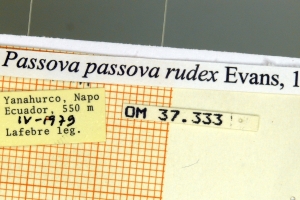 Passova passova rudex Evans, 1
Yanahurco, Napo
Ecuador, 550 m
IV-1979
Lafebre leg.
OM 37.333